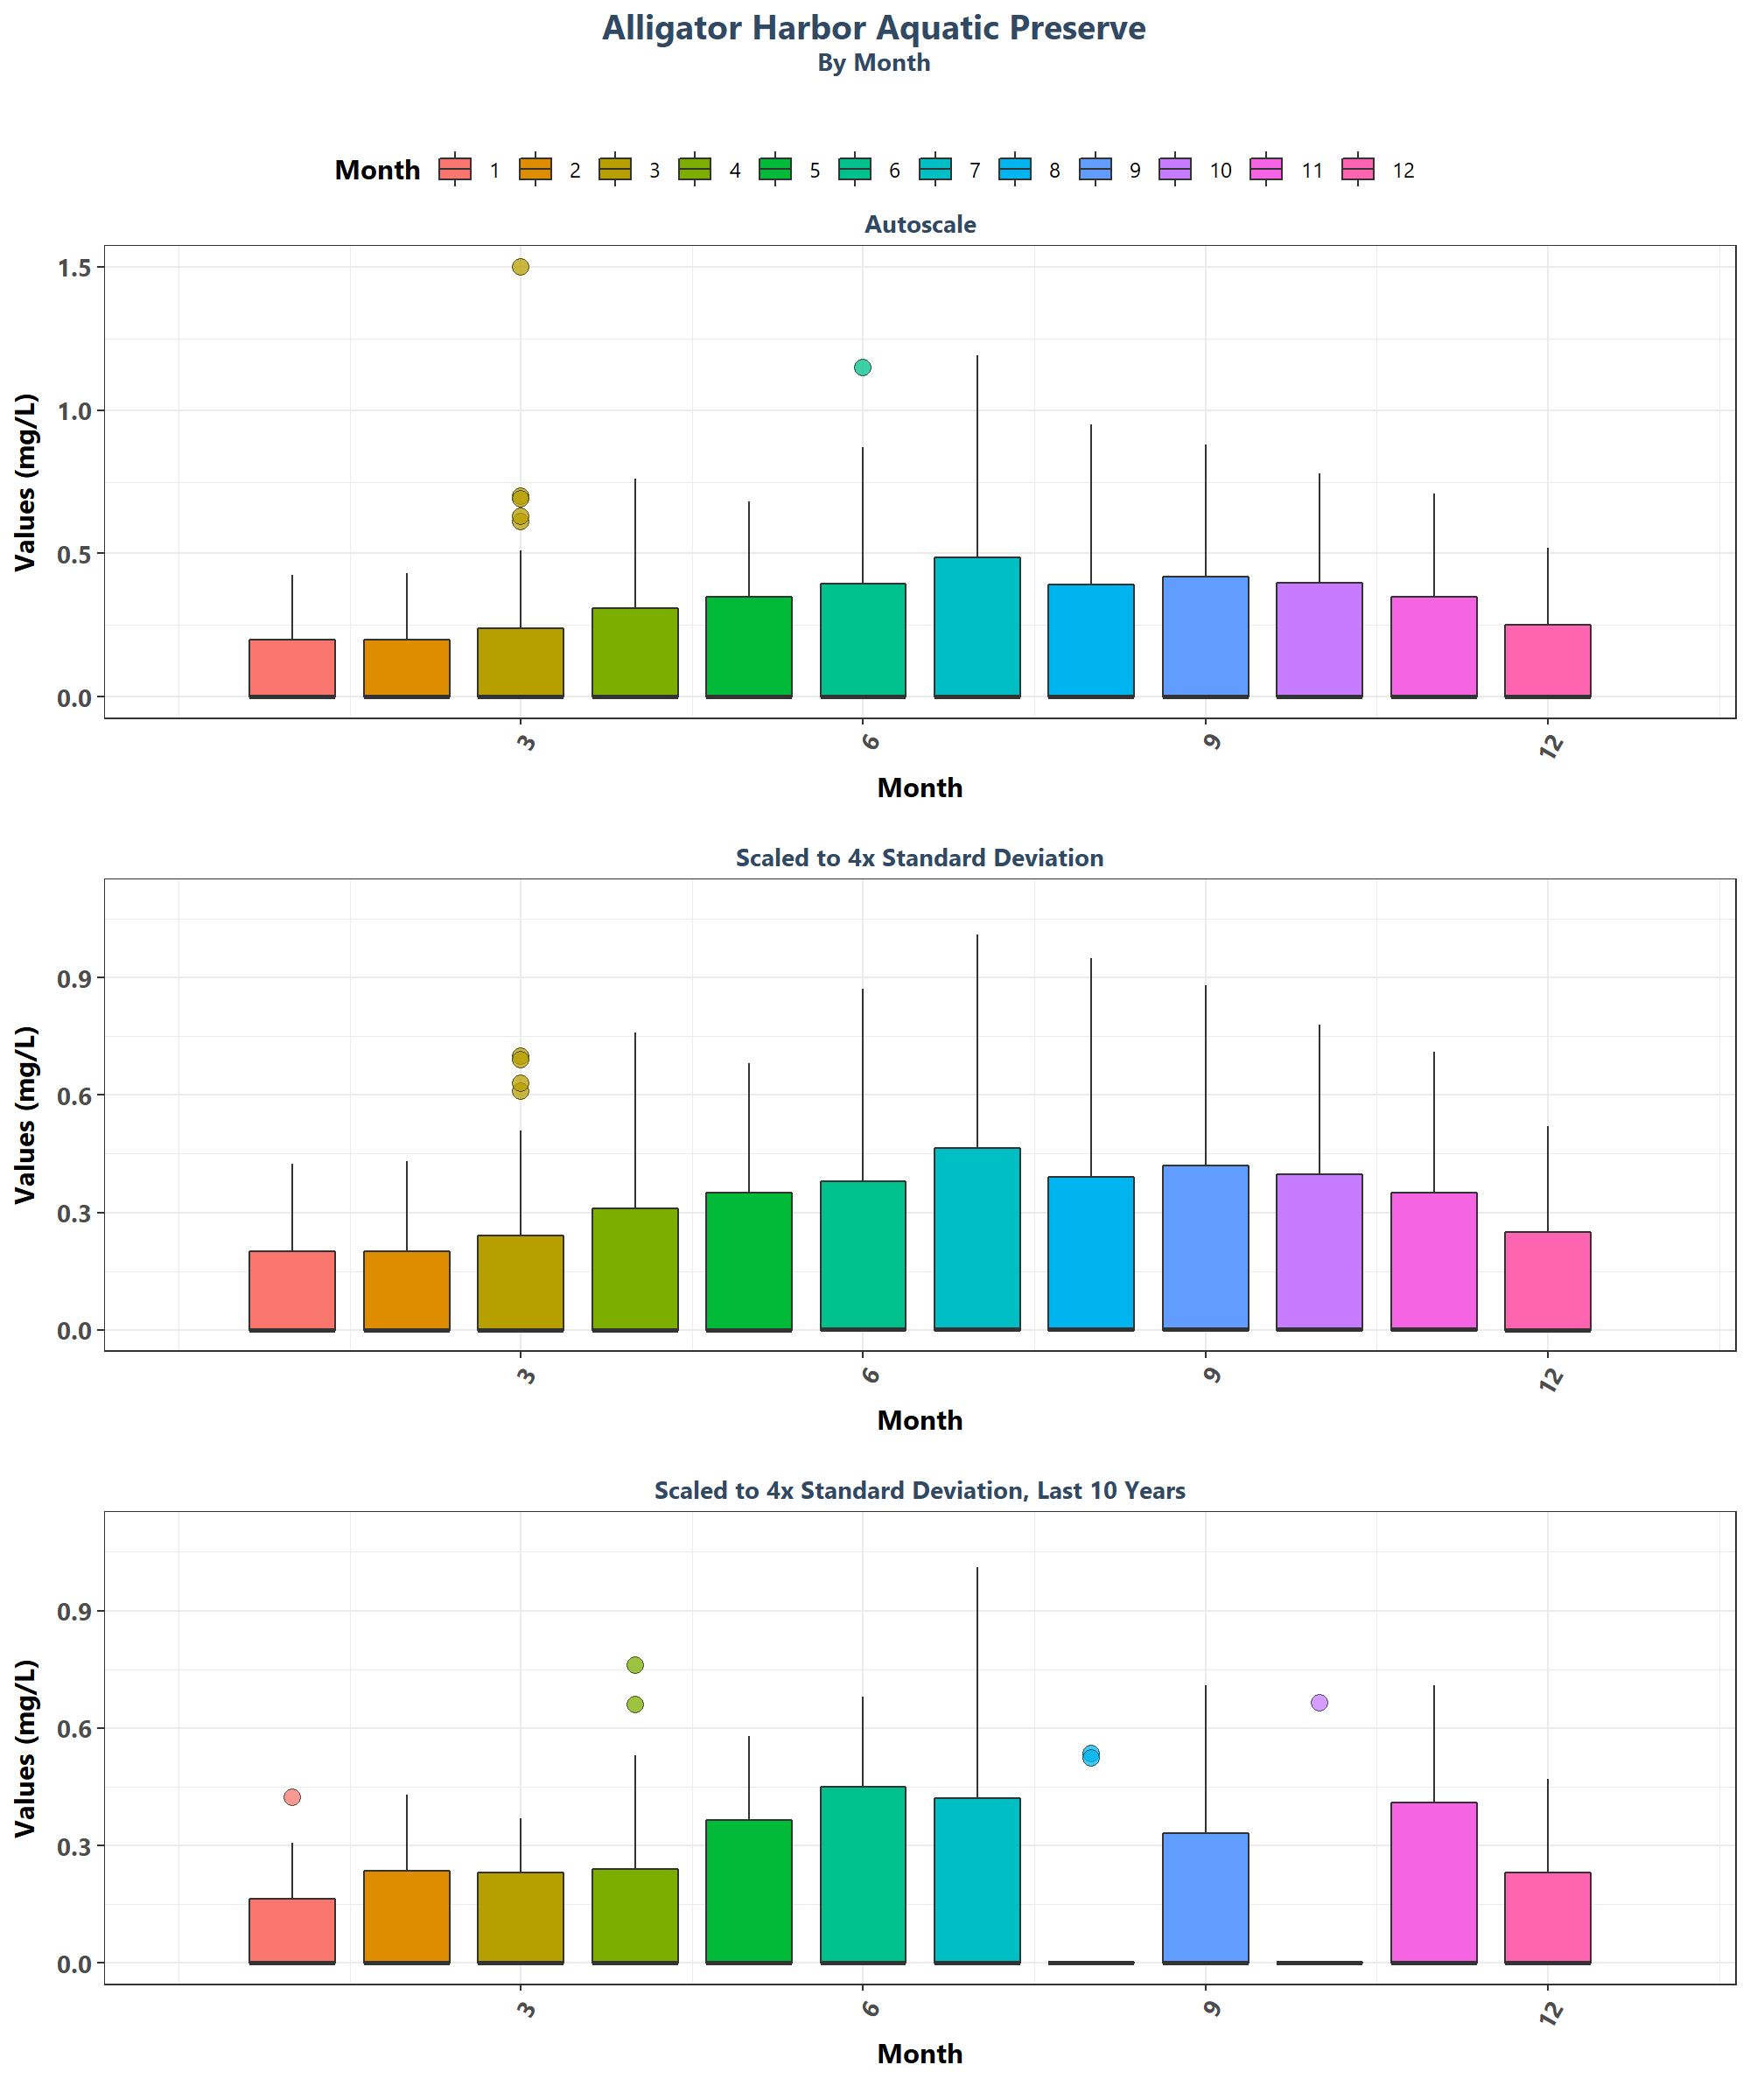 Alligator Harbor Aquatic Preserve
By Month
Month 1 2 3 4 5 6 7 8 9 10 11 12
Autoscale
Values (mg/L)
1.5
1.0
0.5
0.0
3 6 9 12
Month
Scaled to 4x Standard Deviation
Values (mg/L)
0.9
0.6
0.3
0.0
3 6 9 12
Month
Scaled to 4x Standard Deviation, Last 10 Years
Values (mg/L)
0.9
0.6
0.3
0.0
3 6 9 12
Month